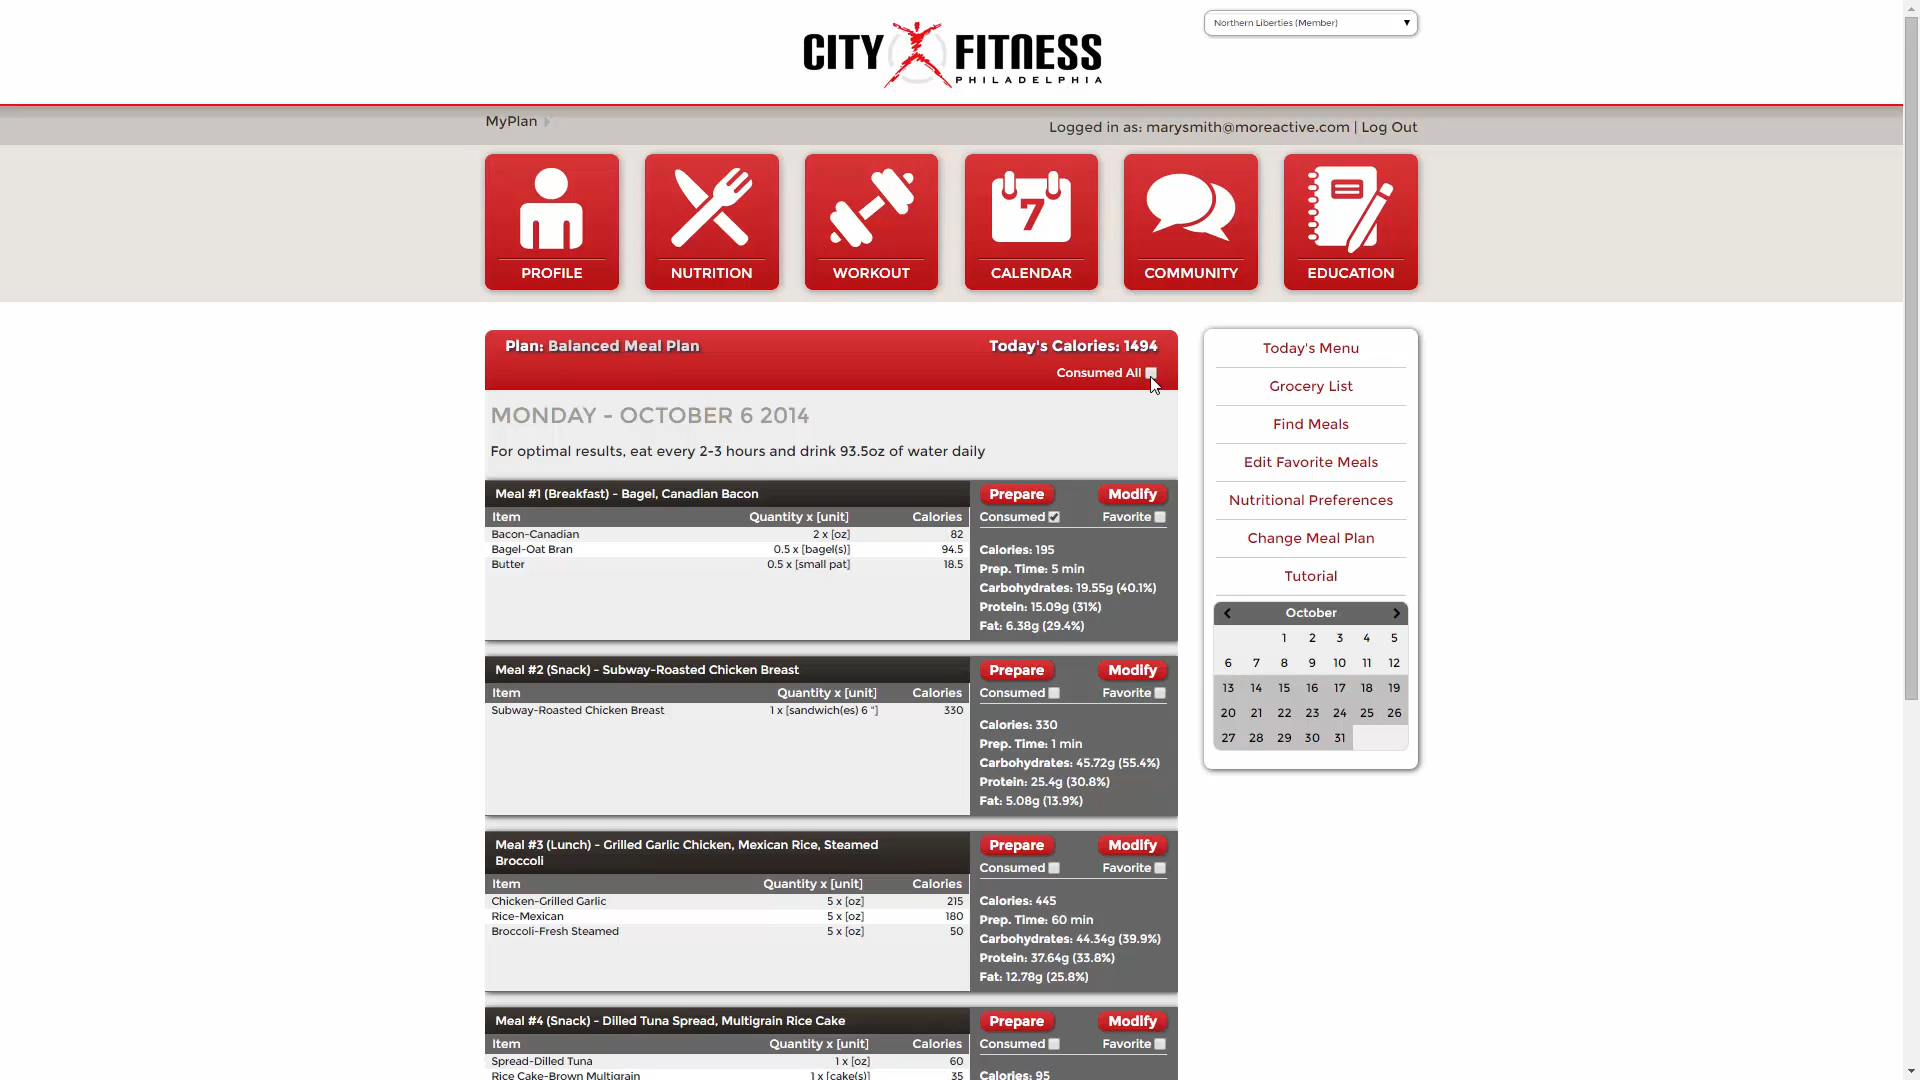 Northern Liberties (Member)
CITY FITNESS
PHILADELPHIA
MyPlan
Logged in as: marysmith@moreactive.com | Log Out
7
PROFILE
NUTRITION
WORKOUT
CALENDAR
COMMUNITY
EDUCATION
Plan: Balanced Meal Plan
Today's Calories: 1494
Consumed All
MONDAY - OCTOBER 6 2014
For optimal results, eat every 2-3 hours and drink 93.5oz of water daily
Meal #1 (Breakfast) - Bagel, Canadian Bacon
Item Quantity x [unit] Calories
Bacon-Canadian 2 x [oz] 82
Bagel-Oat Bran 0.5 x [bagel(s)] 94.5
Butter 0.5 x [small pat] 18.5
Prepare Modify
Consumed Favorite
Calories: 195
Prep. Time: 5 min
Carbohydrates: 19.55g (40.1%)
Protein: 15.09g (31%)
Fat: 6.38g (29.4%)
Meal #2 (Snack) - Subway-Roasted Chicken Breast
Item Quantity x [unit] Calories
Subway-Roasted Chicken Breast 1 x [sandwich(es) 6 "] 330
Prepare Modify
Consumed Favorite
Calories: 330
Prep. Time: 1 min
Carbohydrates: 45.72g (55.4%)
Protein: 25.4g (30.8%)
Fat: 5.08g (13.9%)
Meal #3 (Lunch) - Grilled Garlic Chicken, Mexican Rice, Steamed
Broccoli
Item Quantity x [unit] Calories
Chicken-Grilled Garlic 5 x [oz] 215
Rice-Mexican 5 x [oz] 180
Broccoli-Fresh Steamed 5 x [oz] 50
Prepare Modify
Consumed Favorite
Calories: 445
Prep. Time: 60 min
Carbohydrates: 44.34g (39.9%)
Protein: 37.64g (33.8%)
Fat: 12.78g (25.8%)
Meal #4 (Snack) - Dilled Tuna Spread, Multigrain Rice Cake
Item Quantity x [unit] Calories
Spread-Dilled Tuna 1 x [oz] 60
Rice Cake-Brown Multigrain 1 x [cake(s)] 35
Prepare Modify
Consumed Favorite
Calories: 95
Today's Menu
Grocery List
Find Meals
Edit Favorite Meals
Nutritional Preferences
Change Meal Plan
Tutorial
October
1 2 3 4 5
6 7 8 9 10 11 12
13 14 15 16 17 18 19
20 21 22 23 24 25 26
27 28 29 30 31